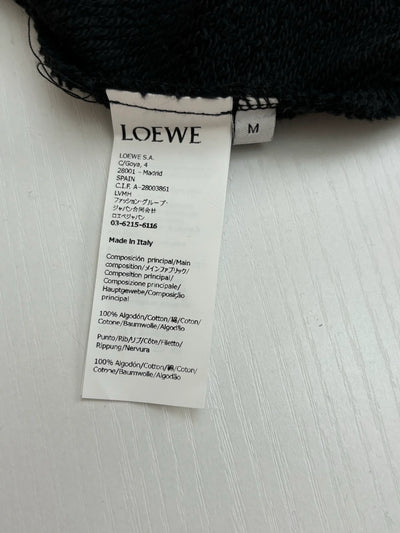 LOEWE
M
LOEWE S.A.
C/Goya, 4
28001 - Madrid
SPAIN
C.I.F. A-28003861
LVMH
ファッション・グループ・
ジャパン合同会社
ロエベジャパン
03-6215-6116
Made in Italy
Composición principal/Main
composition/メインファブリック/
Composition principal/
Composizione principale/
Hauptgewebe/Composição
principal
100% Algodón/Cotton/綿/Coton/
Cotone/Baumwolle/Algodão
Punto/Rib/リブ/Côte/Filetto/
Rippung/Nervura
100% Algodón/Cotton/綿/Coton/
Cotone/Baumwolle/Algodão